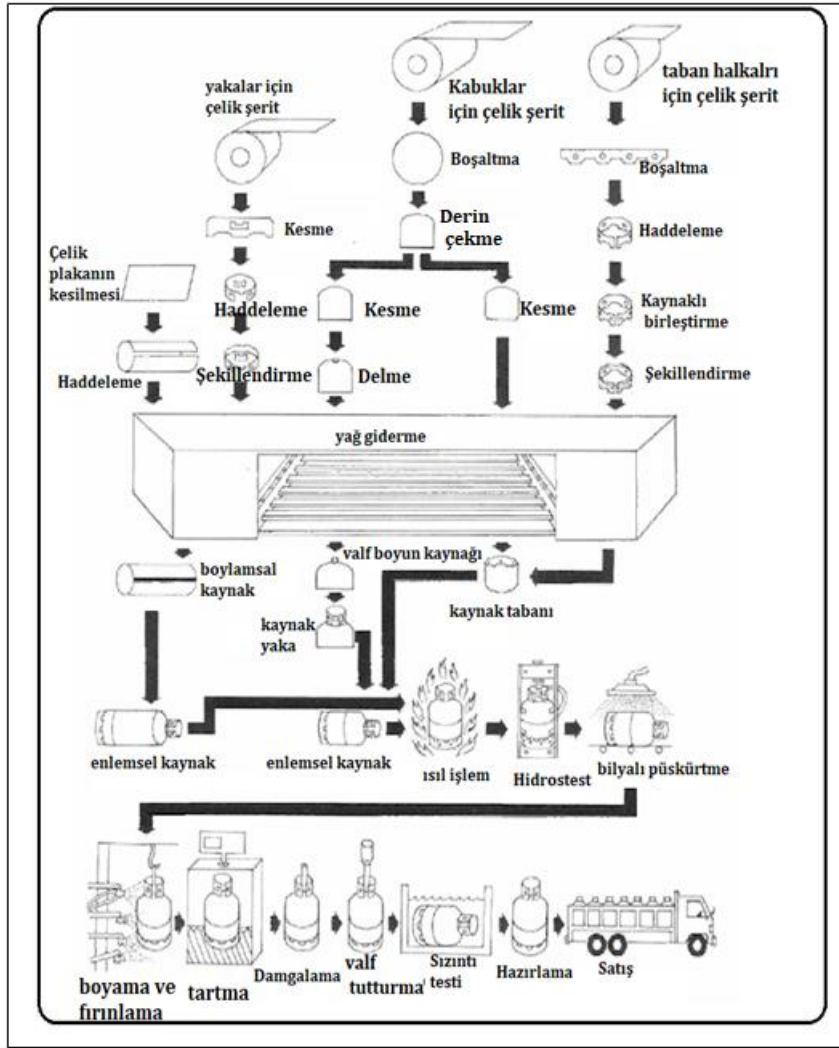 yakalar için
çelik şerit
Kabuklar
için çelik şerit
taban halkalrı
için çelik şerit
Boşaltma
Boşaltma
Kesme
Derin
çekme
Haddeleme
Çelik
plakanın
kesilmesi
Haddeleme
Kesme
Kesme
Kaynaklı
birleştirme
Haddeleme
Şekillendirme
Delme
Şekillendirme
yağ giderme
boylamsal
kaynak
valf boyun kaynağı
kaynak
yaka
kaynak tabanı
enlemsel kaynak
enlemsel kaynak
ısıl işlem
Hidrostest
bilyalı püskürtme
boyama ve
fırınlama
tartma
Damgalama
valf
tutturma
Sızıntı
testi
Hazırlama
Satış